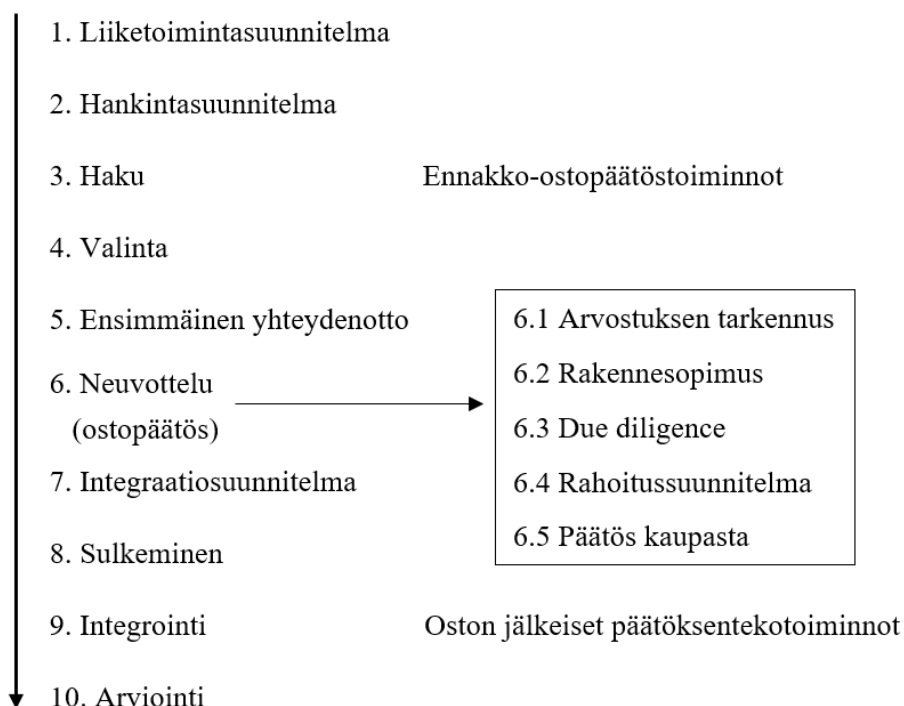 1. Liiketoimintasuunnitelma
2. Hankintasuunnitelma
3. Haku
Ennakko-ostopäätöstoiminnot
4. Valinta
5. Ensimmäinen yhteydenotto
6. Neuvottelu
(ostopäätös)
6.1 Arvostuksen tarkennus
6.2 Rakennesopimus
6.3 Due diligence
6.4 Rahoitussuunnitelma
6.5 Päätös kaupasta
7. Integraatiosuunnitelma
8. Sulkeminen
9. Integrointi
Oston jälkeiset päätöksentekotoiminnot
10. Arviointi